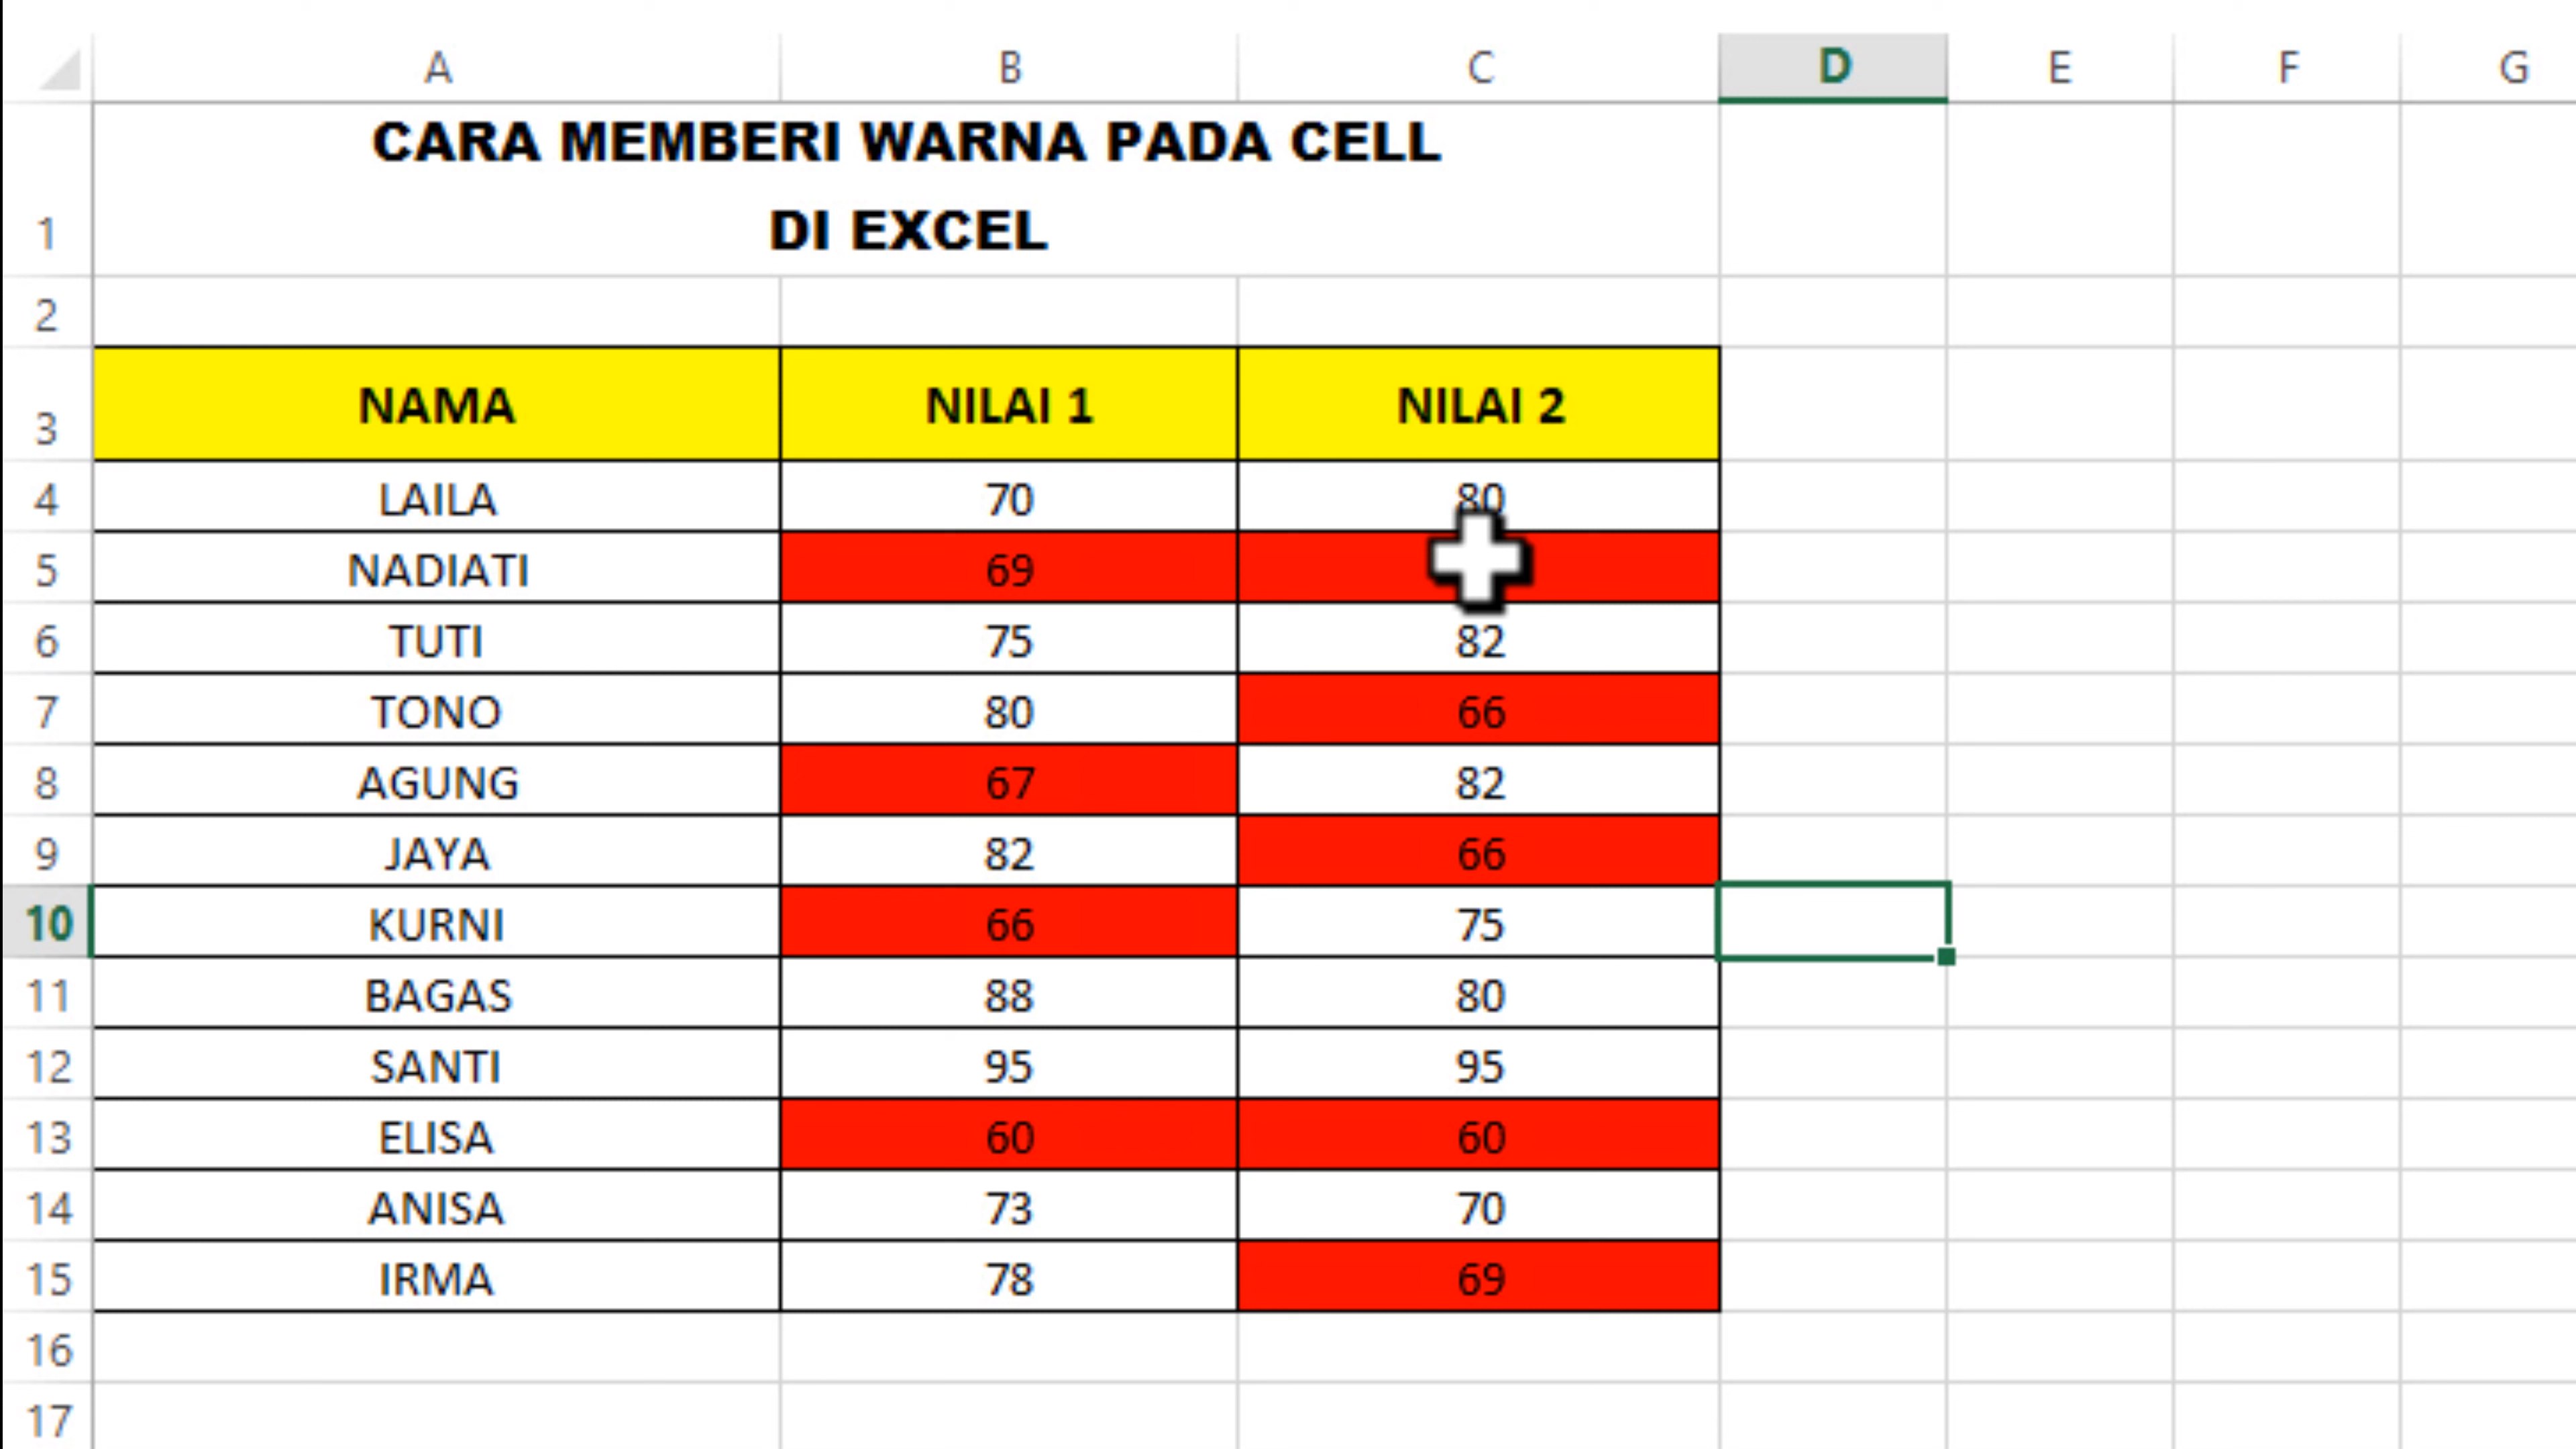 A B C D E F G
CARA MEMBERI WARNA PADA CELL
DI EXCEL
1
2
3 NAMA NILAI 1 NILAI 2
4 LAILA 70 80
5 NADIATI 69
6 TUTI 75 82
7 TONO 80 66
8 AGUNG 67 82
9 JAYA 82 66
10 KURNI 66 75
11 BAGAS 88 80
12 SANTI 95 95
13 ELISA 60 60
14 ANISA 73 70
15 IRMA 78 69
16
17